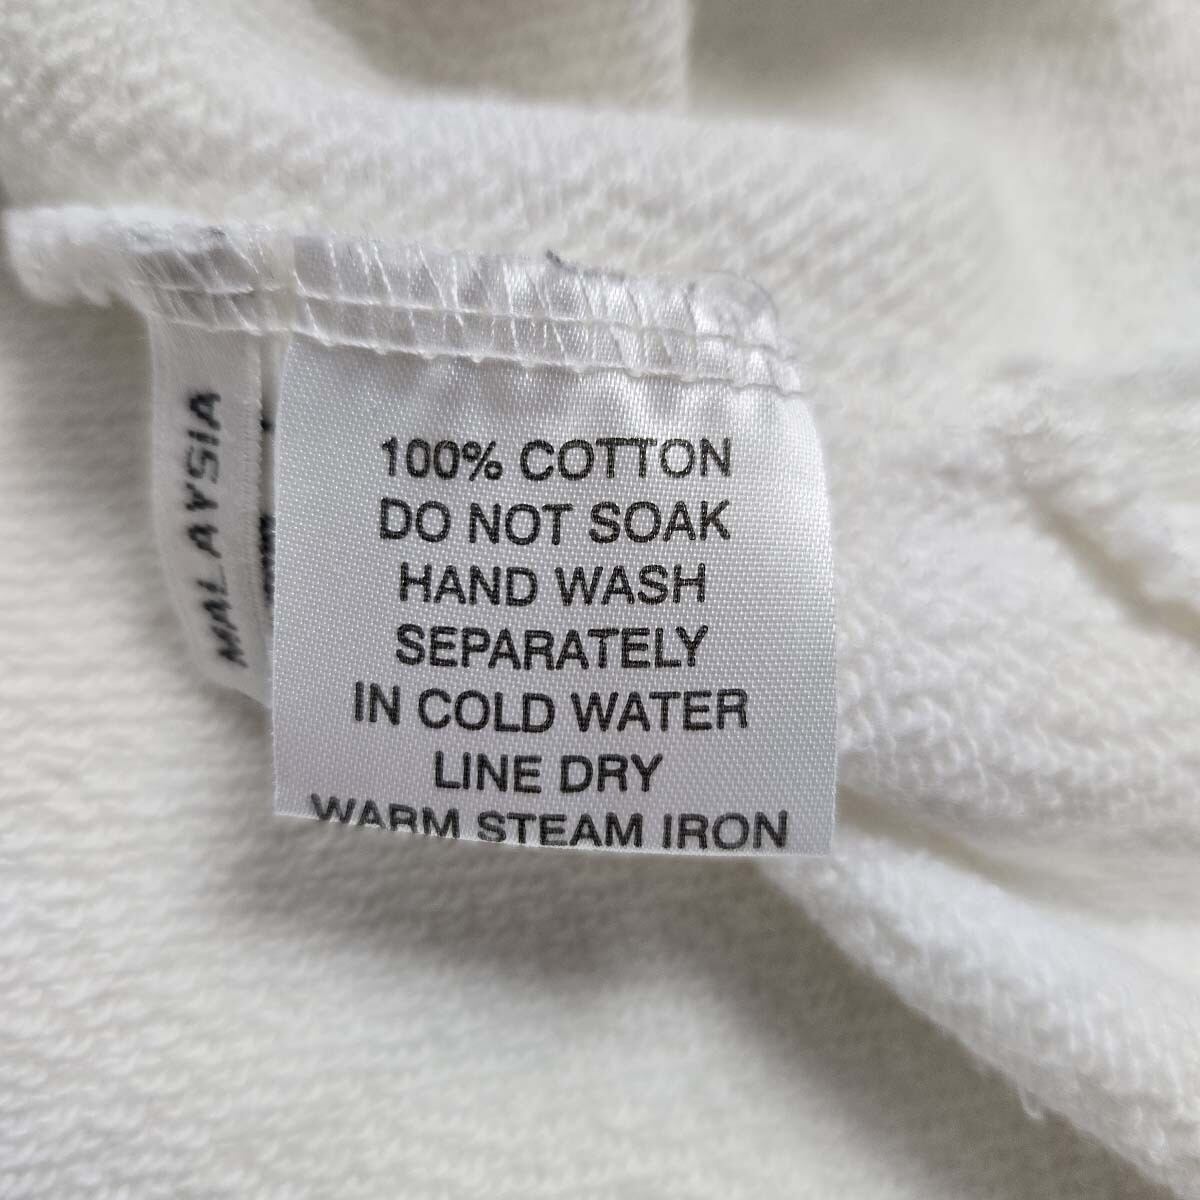 100% COTTON
DO NOT SOAK
HAND WASH
SEPARATELY
IN COLD WATER
LINE DRY
WARM STEAM IRON
MALAYSIA